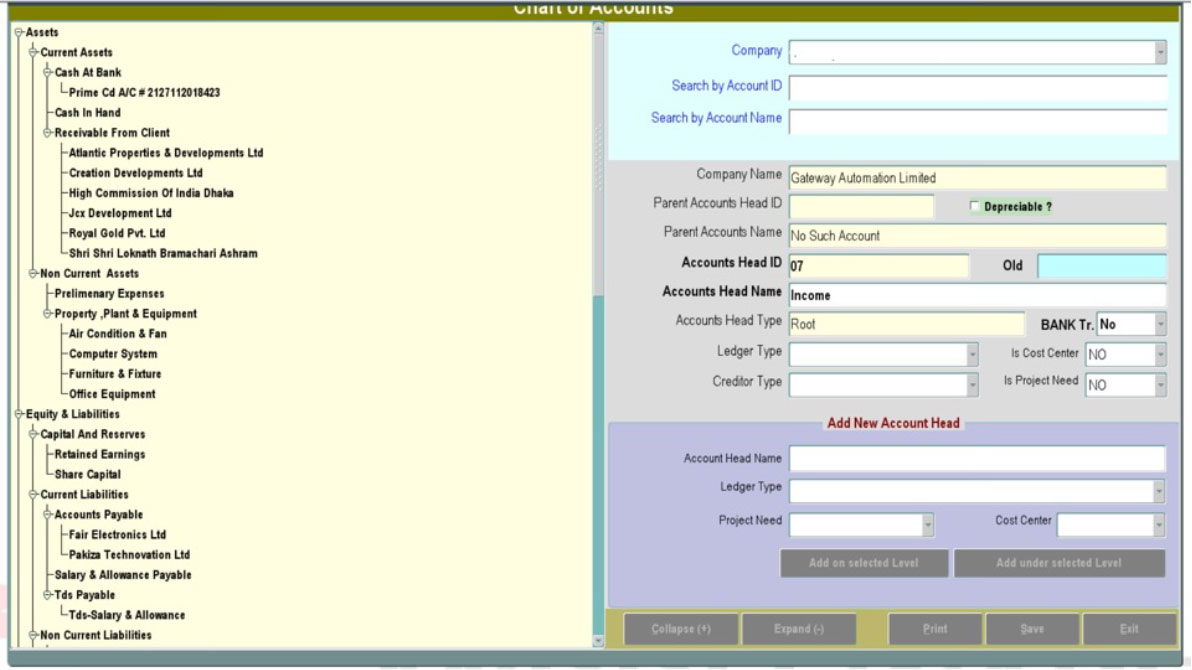 Chart of Accounts
Assets
Current Assets
Cash At Bank
Prime Cd A/C # 2127112018423
Cash In Hand
Receivable From Client
Atlantic Properties & Developments Ltd
Creation Developments Ltd
High Commission Of India Dhaka
Jcx Development Ltd
Royal Gold Pvt. Ltd
Shri Shri Loknath Bramachari Ashram
Non Current Assets
Prelimenary Expenses
Property ,Plant & Equipment
Air Condition & Fan
Computer System
Furniture & Fixture
Office Equipment
Equity & Liabilities
Capital And Reserves
Retained Earnings
Share Capital
Current Liabilities
Accounts Payable
Fair Electronics Ltd
Pakiza Technovation Ltd
Salary & Allowance Payable
Tds Payable
Tds-Salary & Allowance
Non Current Liabilities
Company
Search by Account ID
Search by Account Name
Company Name Gateway Automation Limited
Parent Accounts Head ID Depreciable ?
Parent Accounts Name No Such Account
Accounts Head ID 07 Old
Accounts Head Name Income
Accounts Head Type Root BANK Tr. No
Ledger Type Is Cost Center NO
Creditor Type Is Project Need NO
Add New Account Head
Account Head Name
Ledger Type
Project Need Cost Center
Add on selected Level Add under selected Level
Collapse (+) Expand (-) Print Save Exit